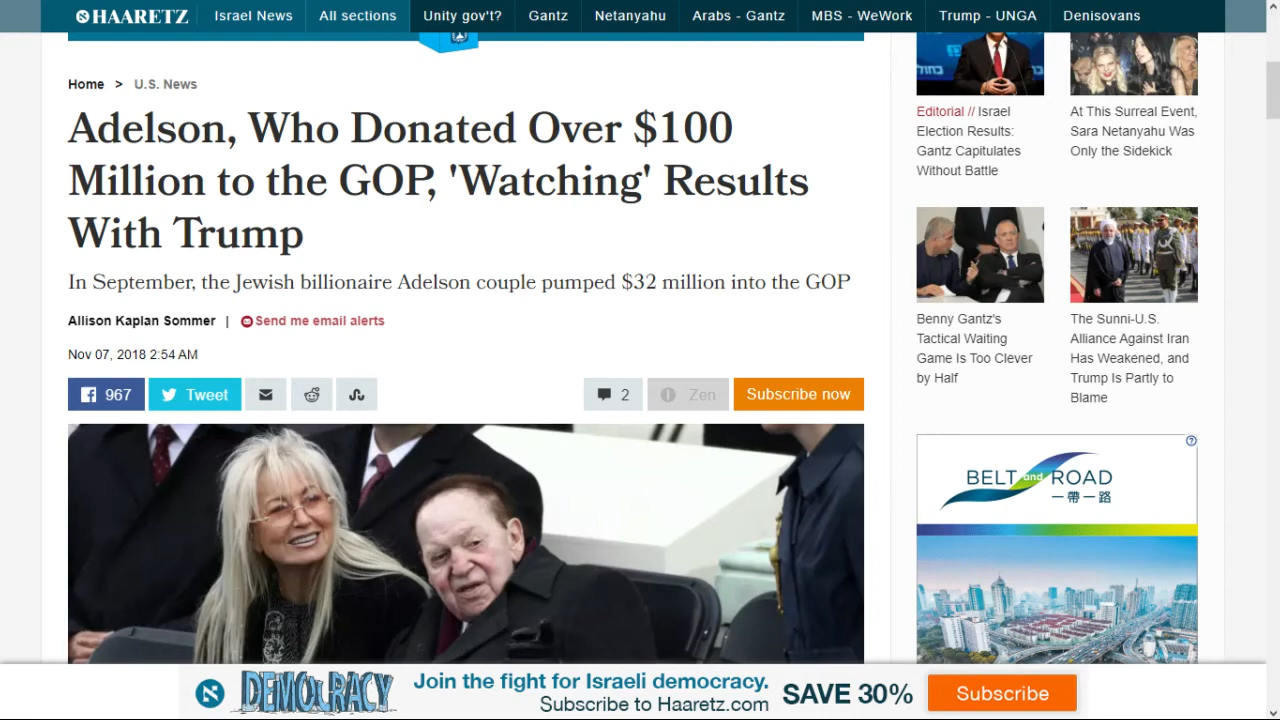 HAARETZ Israel News All sections Unity gov't? Gantz Netanyahu Arabs - Gantz MBS - WeWork Trump - UNGA Denisovans
Home > U.S. News
Adelson, Who Donated Over $100
Million to the GOP, 'Watching' Results
With Trump
In September, the Jewish billionaire Adelson couple pumped $32 million into the GOP
Allison Kaplan Sommer | Send me email alerts
Nov 07, 2018 2:54 AM
967 Tweet 2 Zen Subscribe now
Editorial // Israel
Election Results:
Gantz Capitulates
Without Battle
At This Surreal Event,
Sara Netanyahu Was
Only the Sidekick
Benny Gantz's
Tactical Waiting
Game Is Too Clever
by Half
The Sunni-U.S.
Alliance Against Iran
Has Weakened, and
Trump Is Partly to
Blame
BELT and ROAD
一帶一路
DEMOCRACY
Join the fight for Israeli democracy.
Subscribe to Haaretz.com
SAVE 30%
Subscribe